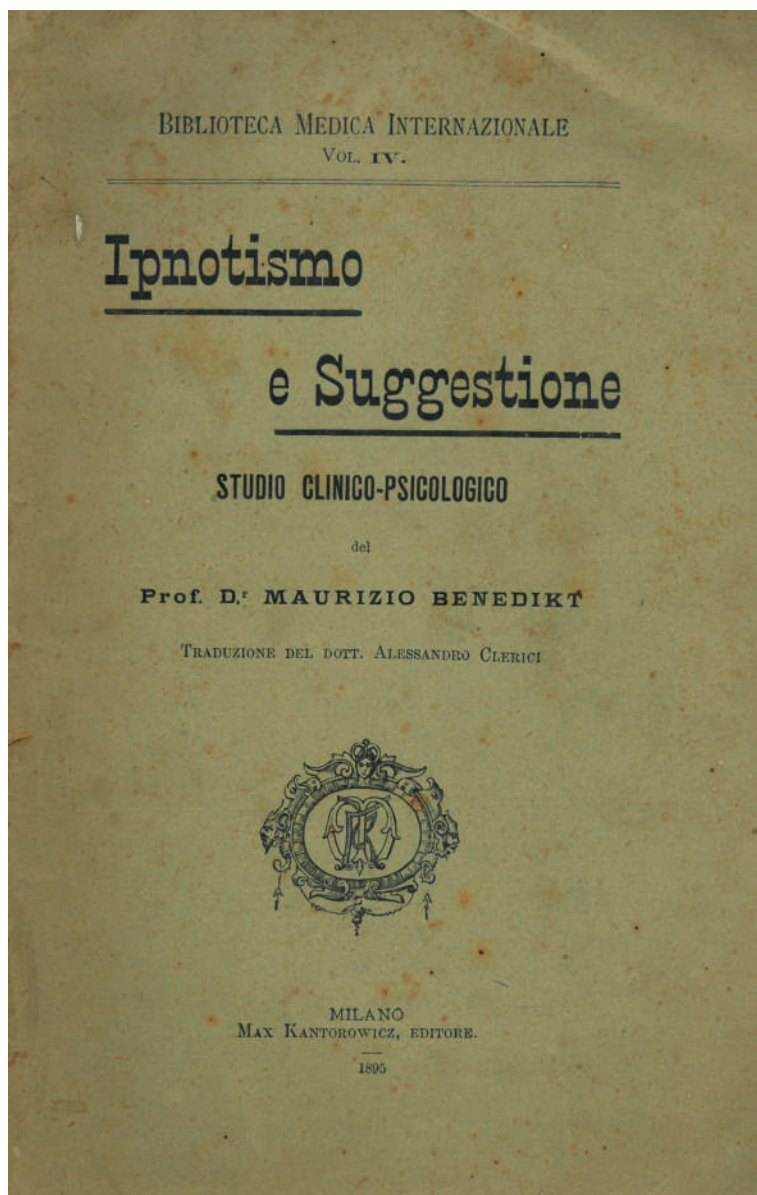 BIBLIOTECA MEDICA INTERNAZIONALE
VOL. IV.
Ipnotismo
e Suggestione
STUDIO CLINICO-PSICOLOGICO
del
Prof. D.r MAURIZIO BENEDIKT
TRADUZIONE DEL DOTT. ALESSANDRO CLERICI
MILANO
MAX KANTOROWICZ, EDITORE.
1895